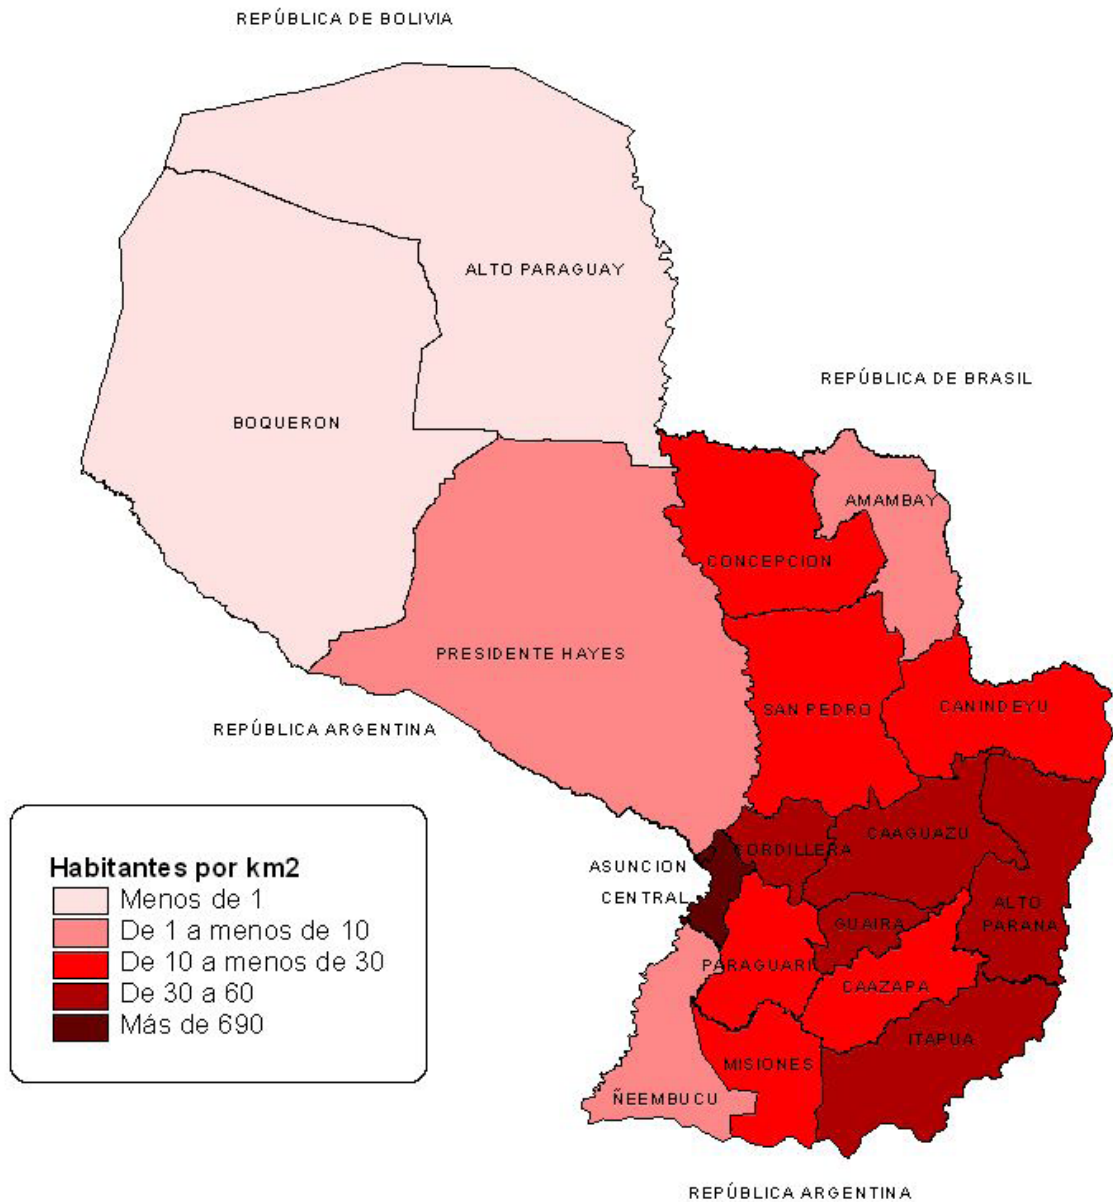 REPÚBLICA DE BOLIVIA
ALTO PARAGUAY
REPÚBLICA DE BRASIL
BOQUERON
AMAMBAY
CONCEPCION
PRESIDENTE HAYES
SAN PEDRO
CANINDEYU
REPÚBLICA ARGENTINA
CAAGUAZU
CORDILLERA
ASUNCION
CENTRAL
ALTO
PARANA
GUAIRA
PARAGUARI
CAAZAPA
ITAPUA
MISIONES
ÑEEMBUCU
REPÚBLICA ARGENTINA
Habitantes por km2
Menos de 1
De 1 a menos de 10
De 10 a menos de 30
De 30 a 60
Más de 690